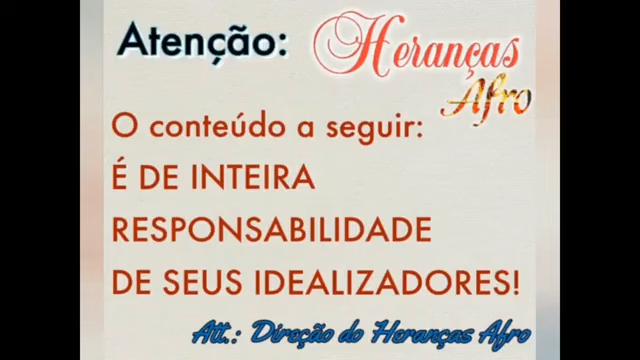 Atenção:
Heranças
Afro
O conteúdo a seguir:
É DE INTEIRA
RESPONSABILIDADE
DE SEUS IDEALIZADORES!
Att.: Direção do Heranças Afro